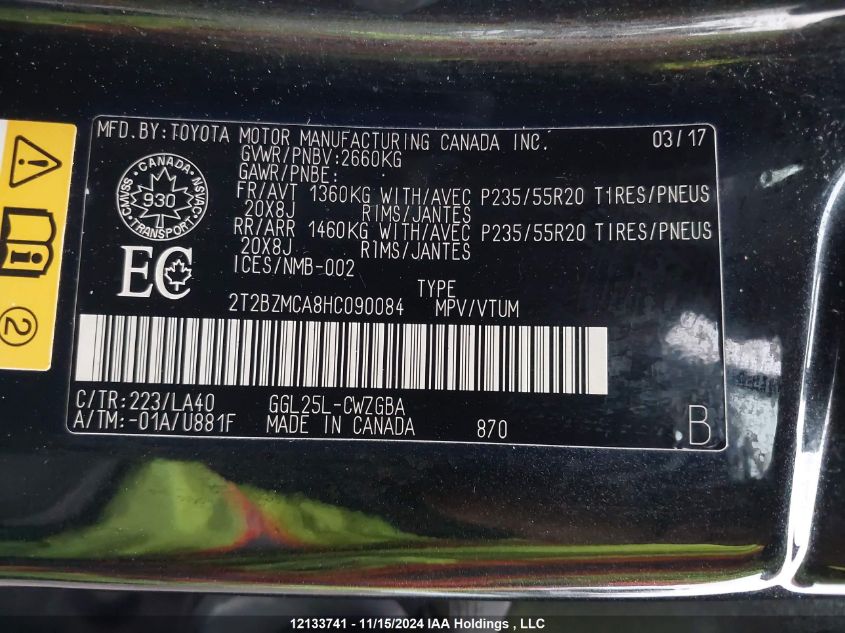 MFD.BY:TOYOTA MOTOR MANUFACTURING CANADA INC. 03/17
GVWR/PNBV:2660KG
GAWR/PNBE:
FR/AVT 1360KG WITH/AVEC P235/55R20 TIRES/PNEUS
20X8J RIMS/JANTES
RR/ARR 1460KG WITH/AVEC P235/55R20 TIRES/PNEUS
20X8J RIMS/JANTES
ICES/NMB-002
CANADA
CMVSS NSVAC
930
TRANSPORT
EC
TYPE
2T2BZMCA8HC090084 MPV/VTUM
2
C/TR:223/LA40 GGL25L-CWZGBA
A/TM:-01A/U881F MADE IN CANADA 870
B
12133741 - 11/15/2024 IAA Holdings , LLC